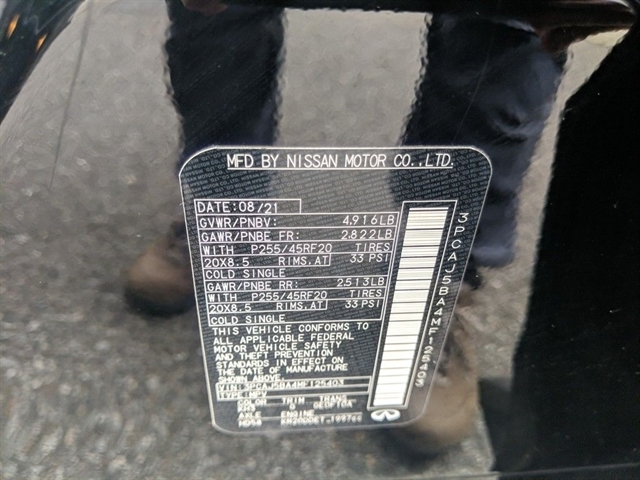 MFD BY NISSAN MOTOR CO.,LTD.
DATE:08/21
GVWR/PNBV: 4,916LB
GAWR/PNBE FR: 2,822LB
WITH P255/45RF20 TIRES
20X8.5 RIMS.AT 33 PSI
COLD SINGLE
GAWR/PNBE RR: 2,513LB
WITH P255/45RF20 TIRES
20X8.5 RIMS.AT 33 PSI
COLD SINGLE
THIS VEHICLE CONFORMS TO
ALL APPLICABLE FEDERAL
MOTOR VEHICLE SAFETY
AND THEFT PREVENTION
STANDARDS IN EFFECT ON
THE DATE OF MANUFACTURE
SHOWN ABOVE
VIN:3PCAJ5BA4MF125403
TYPE:MPV
COLOR TRIM TRANS
AXLE ENGINE
3PCAJ5BA4MF125403